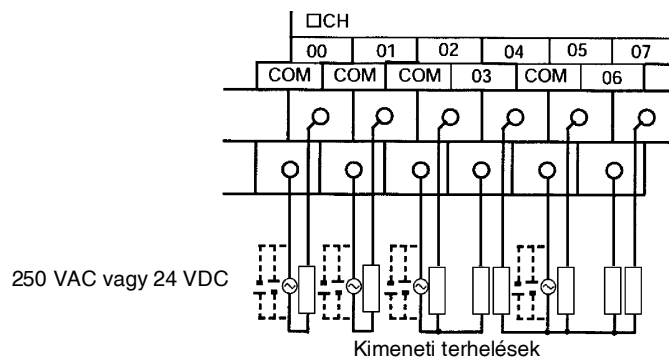 □CH
00 01 02 04 05 07
COM COM COM 03 COM 06
250 VAC vagy 24 VDC
Kimeneti terhelések